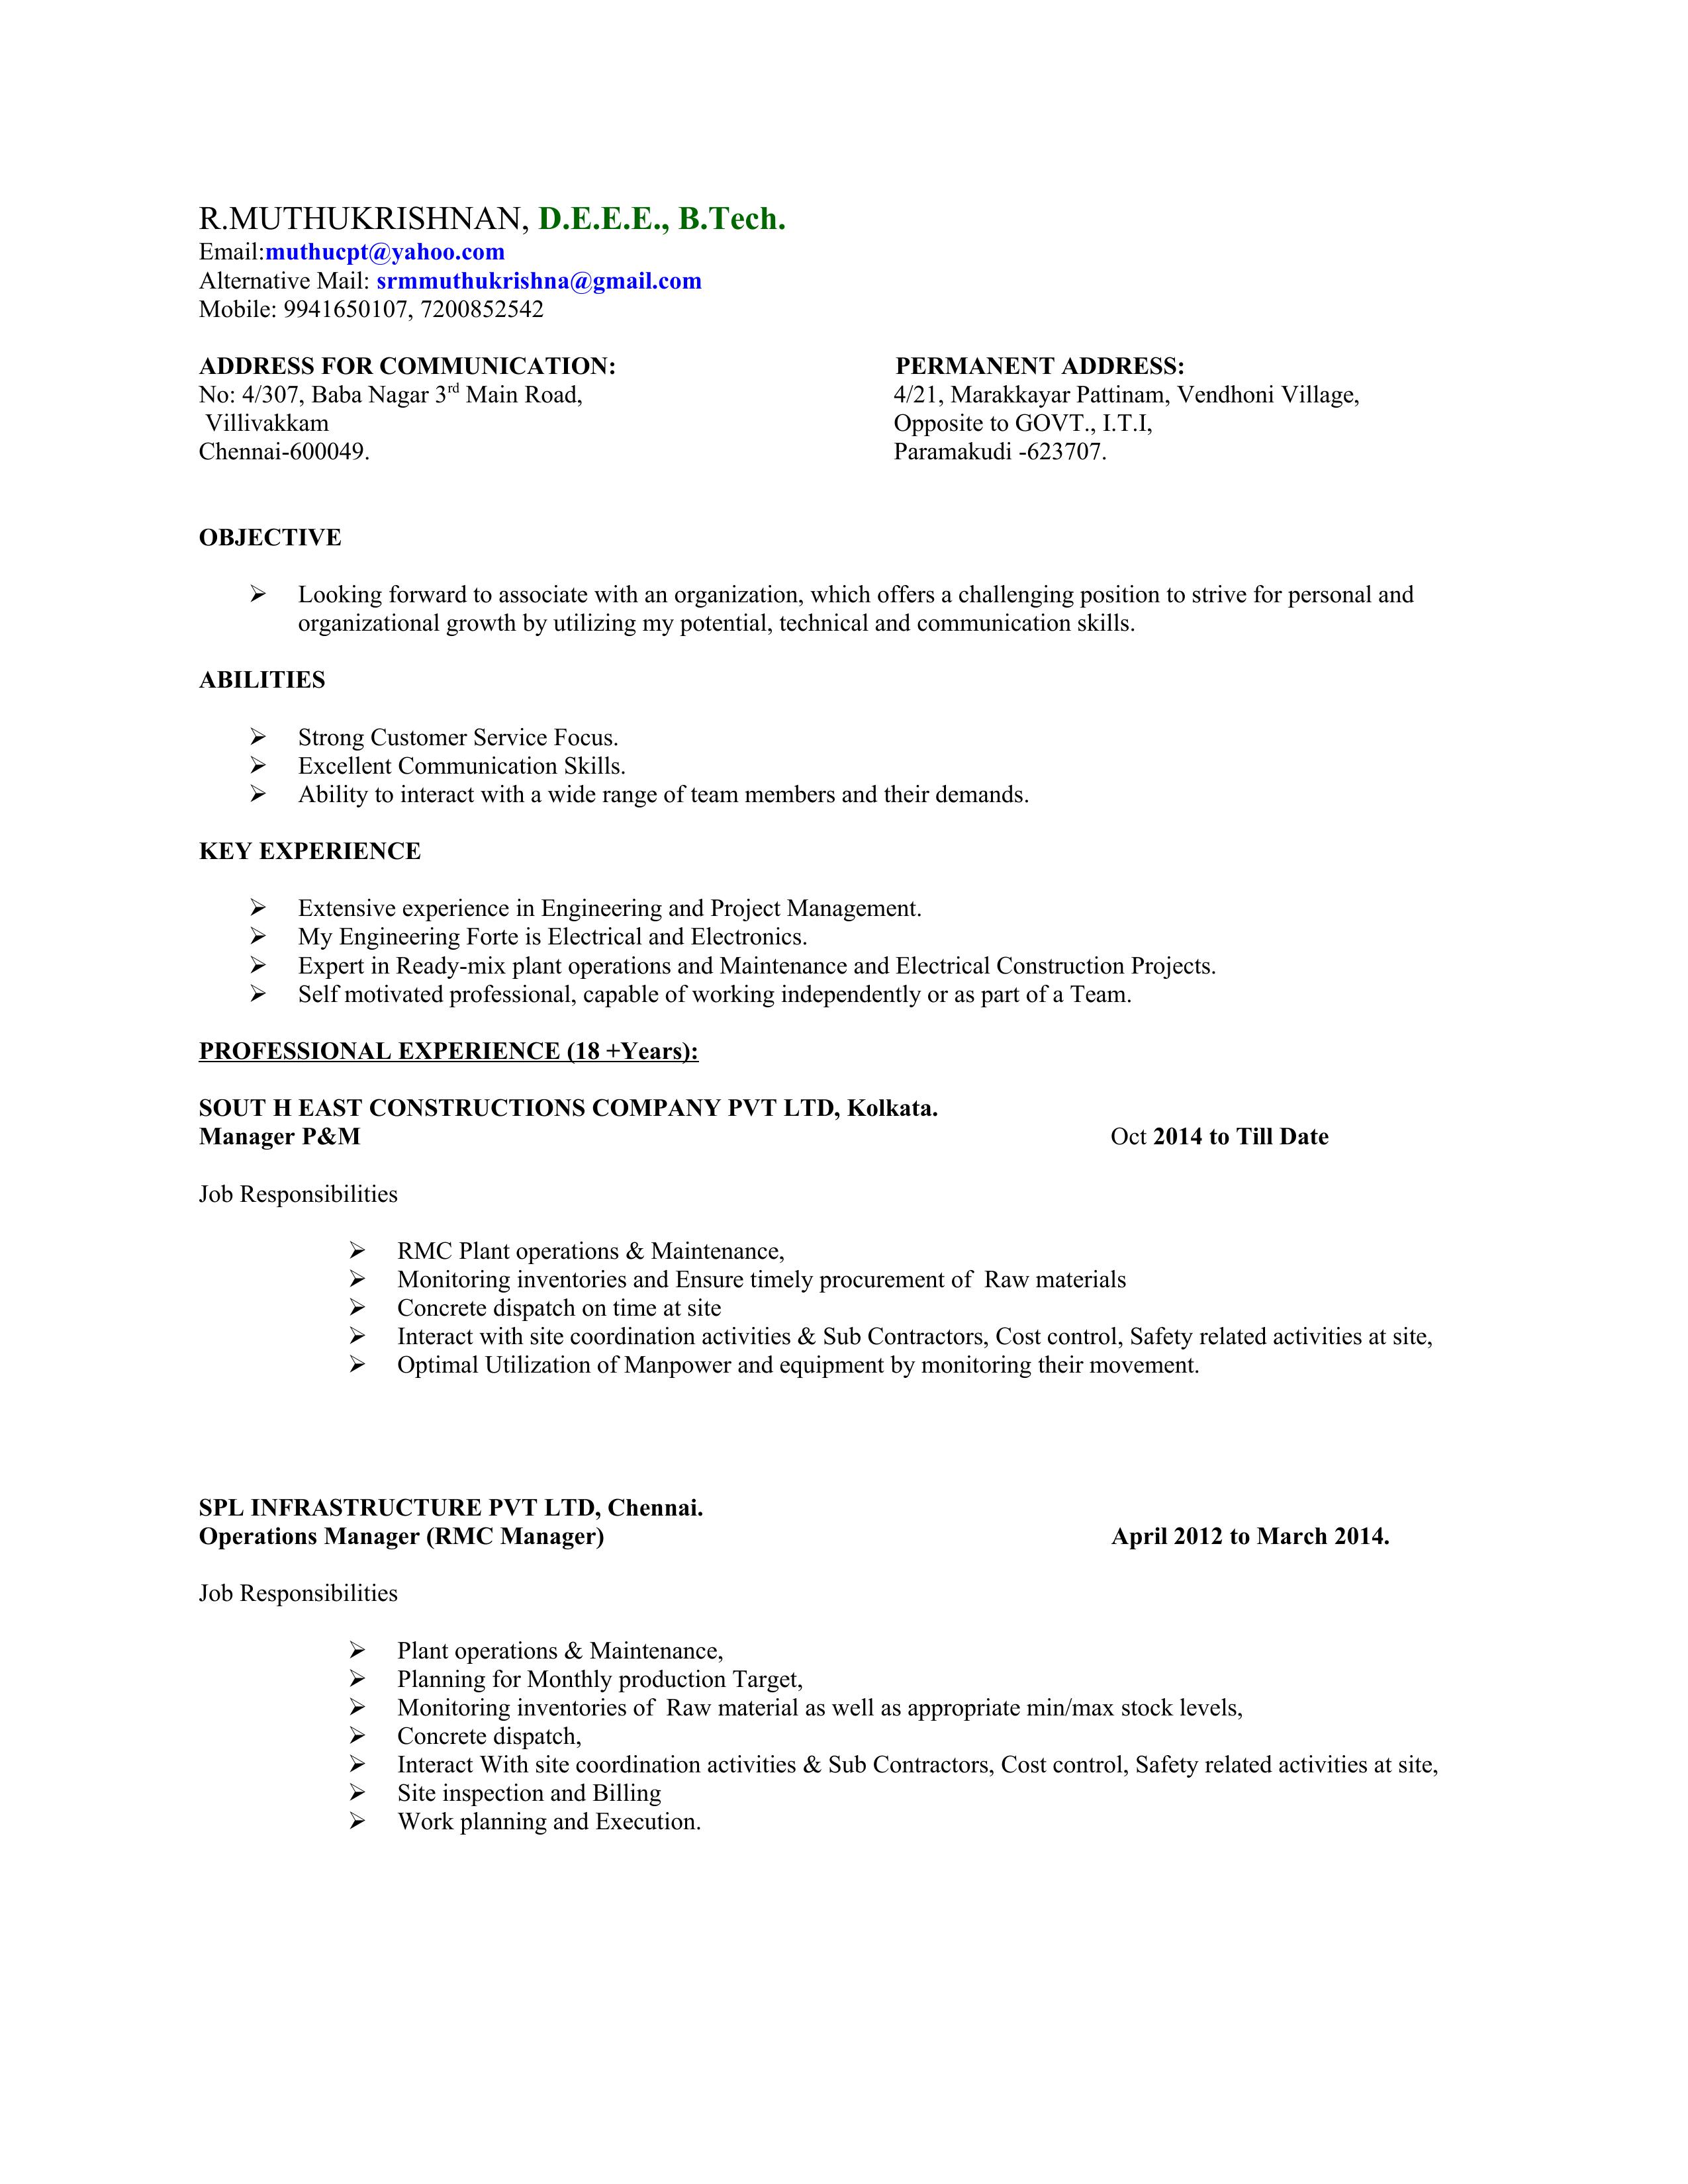 R.MUTHUKRISHNAN, D.E.E.E., B.Tech.
Email:muthucpt@yahoo.com
Alternative Mail: srmmuthukrishna@gmail.com
Mobile: 9941650107, 7200852542
ADDRESS FOR COMMUNICATION: PERMANENT ADDRESS:
No: 4/307, Baba Nagar 3rd Main Road, 4/21, Marakkayar Pattinam, Vendhoni Village,
Villivakkam Opposite to GOVT., I.T.I,
Chennai-600049. Paramakudi -623707.
OBJECTIVE
➢ Looking forward to associate with an organization, which offers a challenging position to strive for personal and
organizational growth by utilizing my potential, technical and communication skills.
ABILITIES
➢ Strong Customer Service Focus.
➢ Excellent Communication Skills.
➢ Ability to interact with a wide range of team members and their demands.
KEY EXPERIENCE
➢ Extensive experience in Engineering and Project Management.
➢ My Engineering Forte is Electrical and Electronics.
➢ Expert in Ready-mix plant operations and Maintenance and Electrical Construction Projects.
➢ Self motivated professional, capable of working independently or as part of a Team.
PROFESSIONAL EXPERIENCE (18 +Years):
SOUT H EAST CONSTRUCTIONS COMPANY PVT LTD, Kolkata.
Manager P&M Oct 2014 to Till Date
Job Responsibilities
➢ RMC Plant operations & Maintenance,
➢ Monitoring inventories and Ensure timely procurement of Raw materials
➢ Concrete dispatch on time at site
➢ Interact with site coordination activities & Sub Contractors, Cost control, Safety related activities at site,
➢ Optimal Utilization of Manpower and equipment by monitoring their movement.
SPL INFRASTRUCTURE PVT LTD, Chennai.
Operations Manager (RMC Manager) April 2012 to March 2014.
Job Responsibilities
➢ Plant operations & Maintenance,
➢ Planning for Monthly production Target,
➢ Monitoring inventories of Raw material as well as appropriate min/max stock levels,
➢ Concrete dispatch,
➢ Interact With site coordination activities & Sub Contractors, Cost control, Safety related activities at site,
➢ Site inspection and Billing
➢ Work planning and Execution.